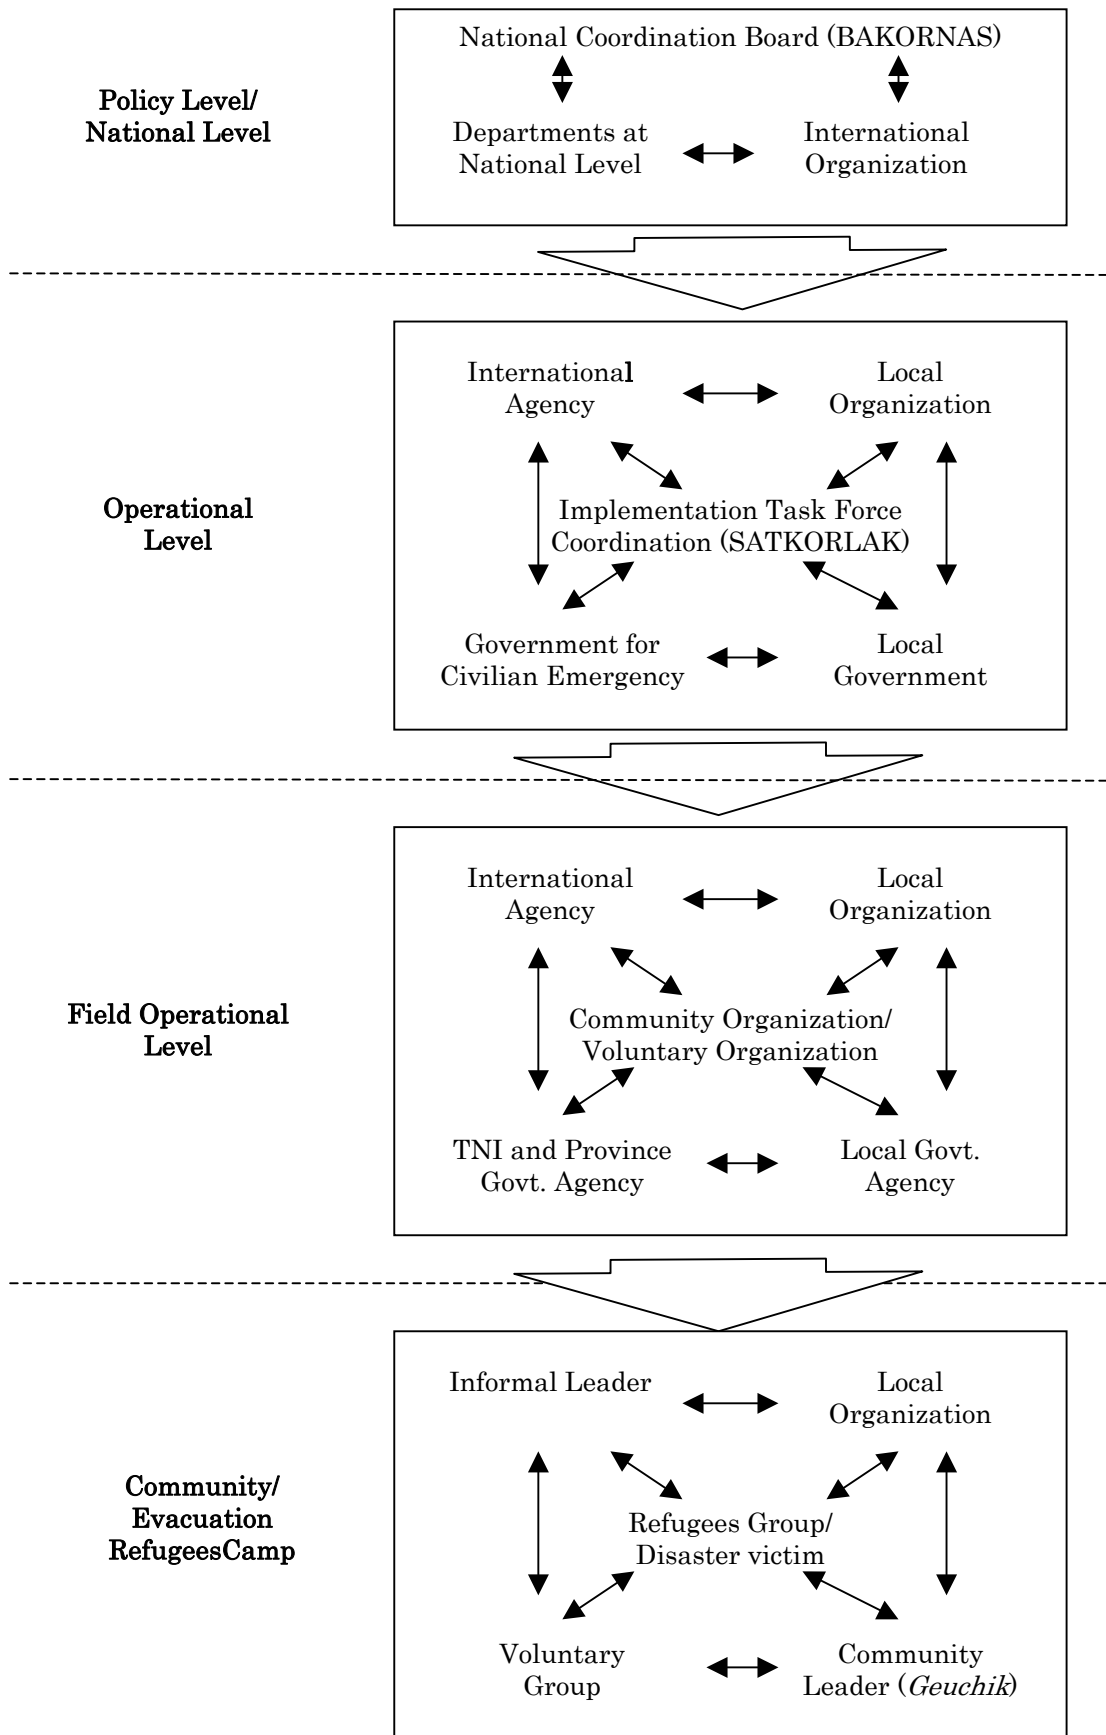 National Coordination Board (BAKORNAS)
Policy Level/
National Level
Departments at
National Level
International
Organization
International
Agency
Local
Organization
Operational
Level
Implementation Task Force
Coordination (SATKORLAK)
Government for
Civilian Emergency
Local
Government
International
Agency
Local
Organization
Field Operational
Level
Community Organization/
Voluntary Organization
TNI and Province
Govt. Agency
Local Govt.
Agency
Informal Leader
Local
Organization
Community/
Evacuation
RefugeesCamp
Refugees Group/
Disaster victim
Voluntary
Group
Community
Leader (Geuchik)